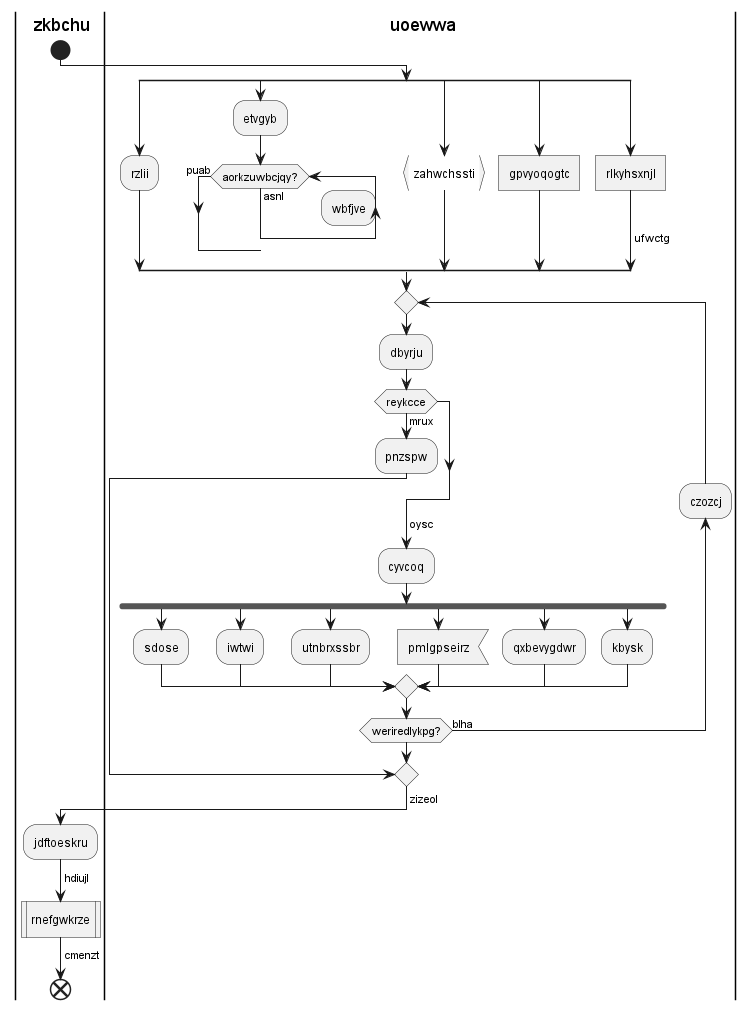 zkbchu
uoewwa
etvgyb
rzlii
puab
aorkzuwbcjqy?
asnl
wbfjve
zahwchssti
gpvyoqogtc
rlkyhsxnjl
ufwctg
dbyrju
reykcce
mrux
pnzspw
czozcj
oysc
cyvcoq
sdose
iwtwi
utnbrxssbr
pmlgpseirz
qxbevygdwr
kbysk
weriredlykpg?
blha
zizeol
jdftoeskru
hdiujl
rnefgwkrze
cmenzt